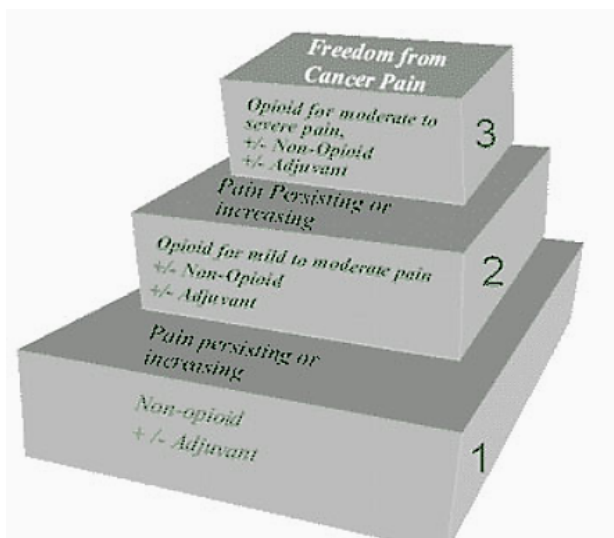 Freedom from
Cancer Pain
Opioid for moderate to
severe pain,
+/- Non-Opioid
+/- Adjuvant
3
Pain Persisting or
increasing
Opioid for mild to moderate pain
+/- Non-Opioid
+/- Adjuvant
2
Pain persisting or
increasing
Non-opioid
+ /- Adjuvant
1